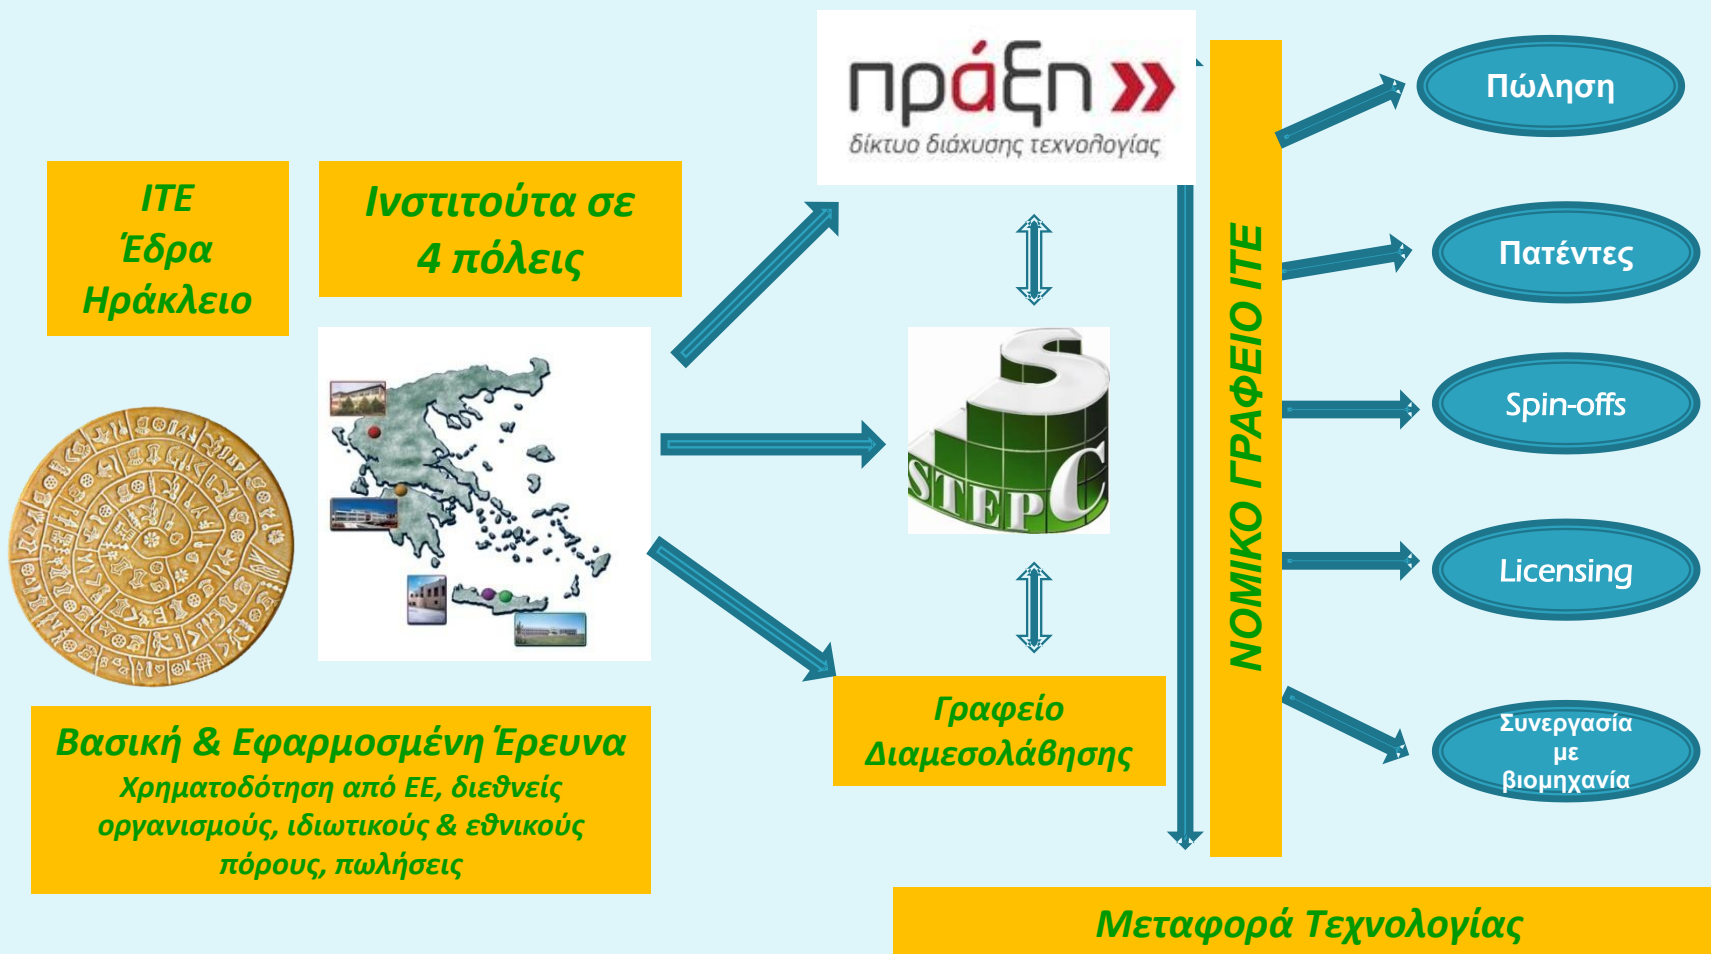 ΙΤΕ
Έδρα
Ηράκλειο
Ινστιτούτα σε
4 πόλεις
πράξη
δίκτυο διάχυσης τεχνολογίας
STEPC
Γραφείο
Διαμεσολάβησης
Βασική & Εφαρμοσμένη Έρευνα
Χρηματοδότηση από ΕΕ, διεθνείς
οργανισμούς, ιδιωτικούς & εθνικούς
πόρους, πωλήσεις
ΝΟΜΙΚΟ ΓΡΑΦΕΙΟ ΙΤΕ
Πώληση
Πατέντες
Spin-offs
Licensing
Συνεργασία
με
βιομηχανία
Μεταφορά Τεχνολογίας